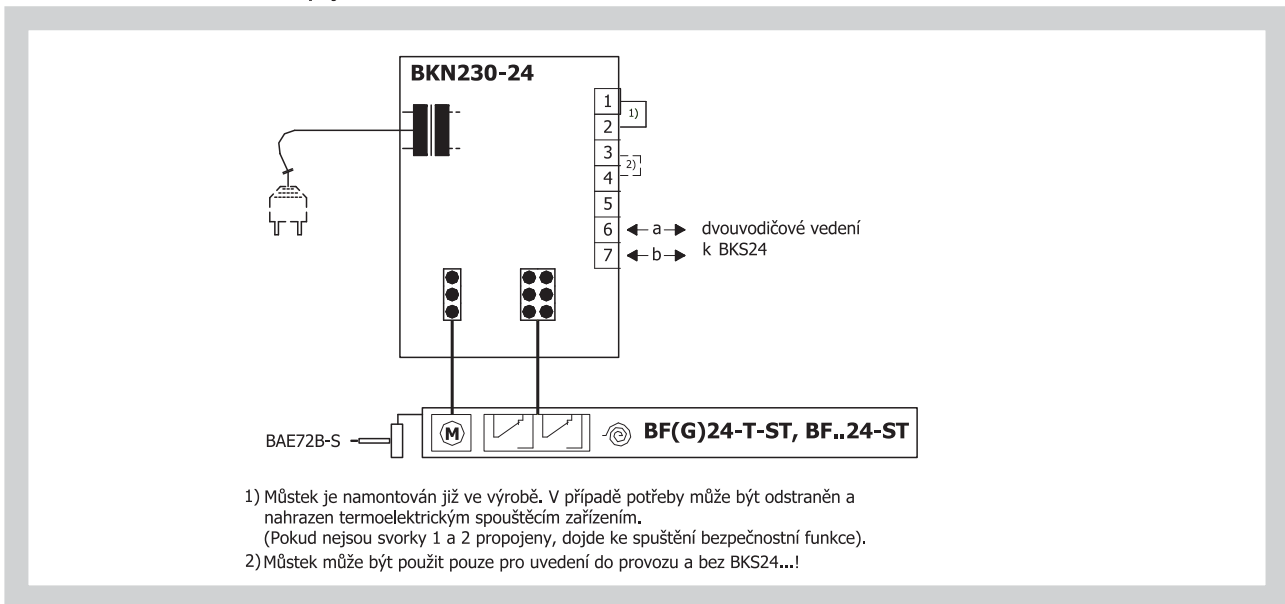 BKN230-24
1
1)
2
3
2)
4
5
6
a
dvouvodičové vedení
7
b
k BKS24
M
BF(G)24-T-ST, BF..24-ST
BAE72B-S
1) Můstek je namontován již ve výrobě. V případě potřeby může být odstraněn a
nahrazen termoelektrickým spouštěcím zařízením.
(Pokud nejsou svorky 1 a 2 propojeny, dojde ke spuštění bezpečnostní funkce).
2) Můstek může být použit pouze pro uvedení do provozu a bez BKS24...!